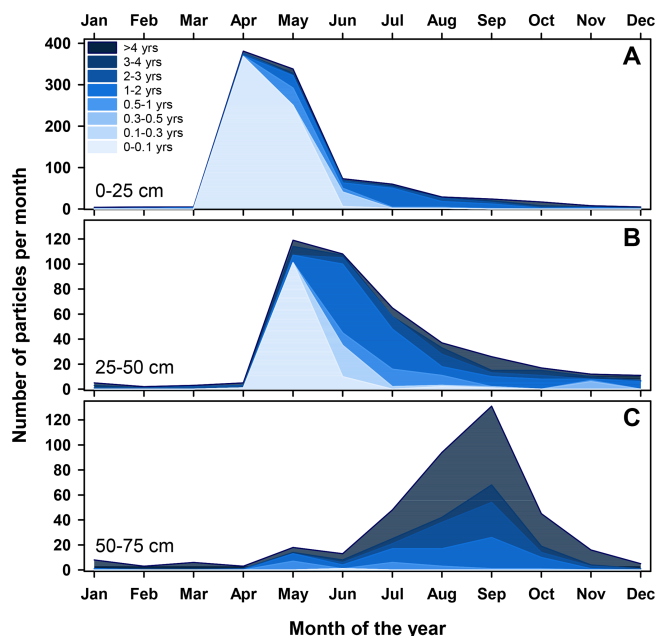 Jan Feb Mar Apr May Jun Jul Aug Sep Oct Nov Dec
Number of particles per month
400
300
200
100
0
>4 yrs
3-4 yrs
2-3 yrs
1-2 yrs
0.5-1 yrs
0.3-0.5 yrs
0.1-0.3 yrs
0-0.1 yrs
A
0-25 cm
120
100
80
60
40
20
0
B
25-50 cm
120
100
80
60
40
20
0
C
50-75 cm
Jan Feb Mar Apr May Jun Jul Aug Sep Oct Nov Dec
Month of the year